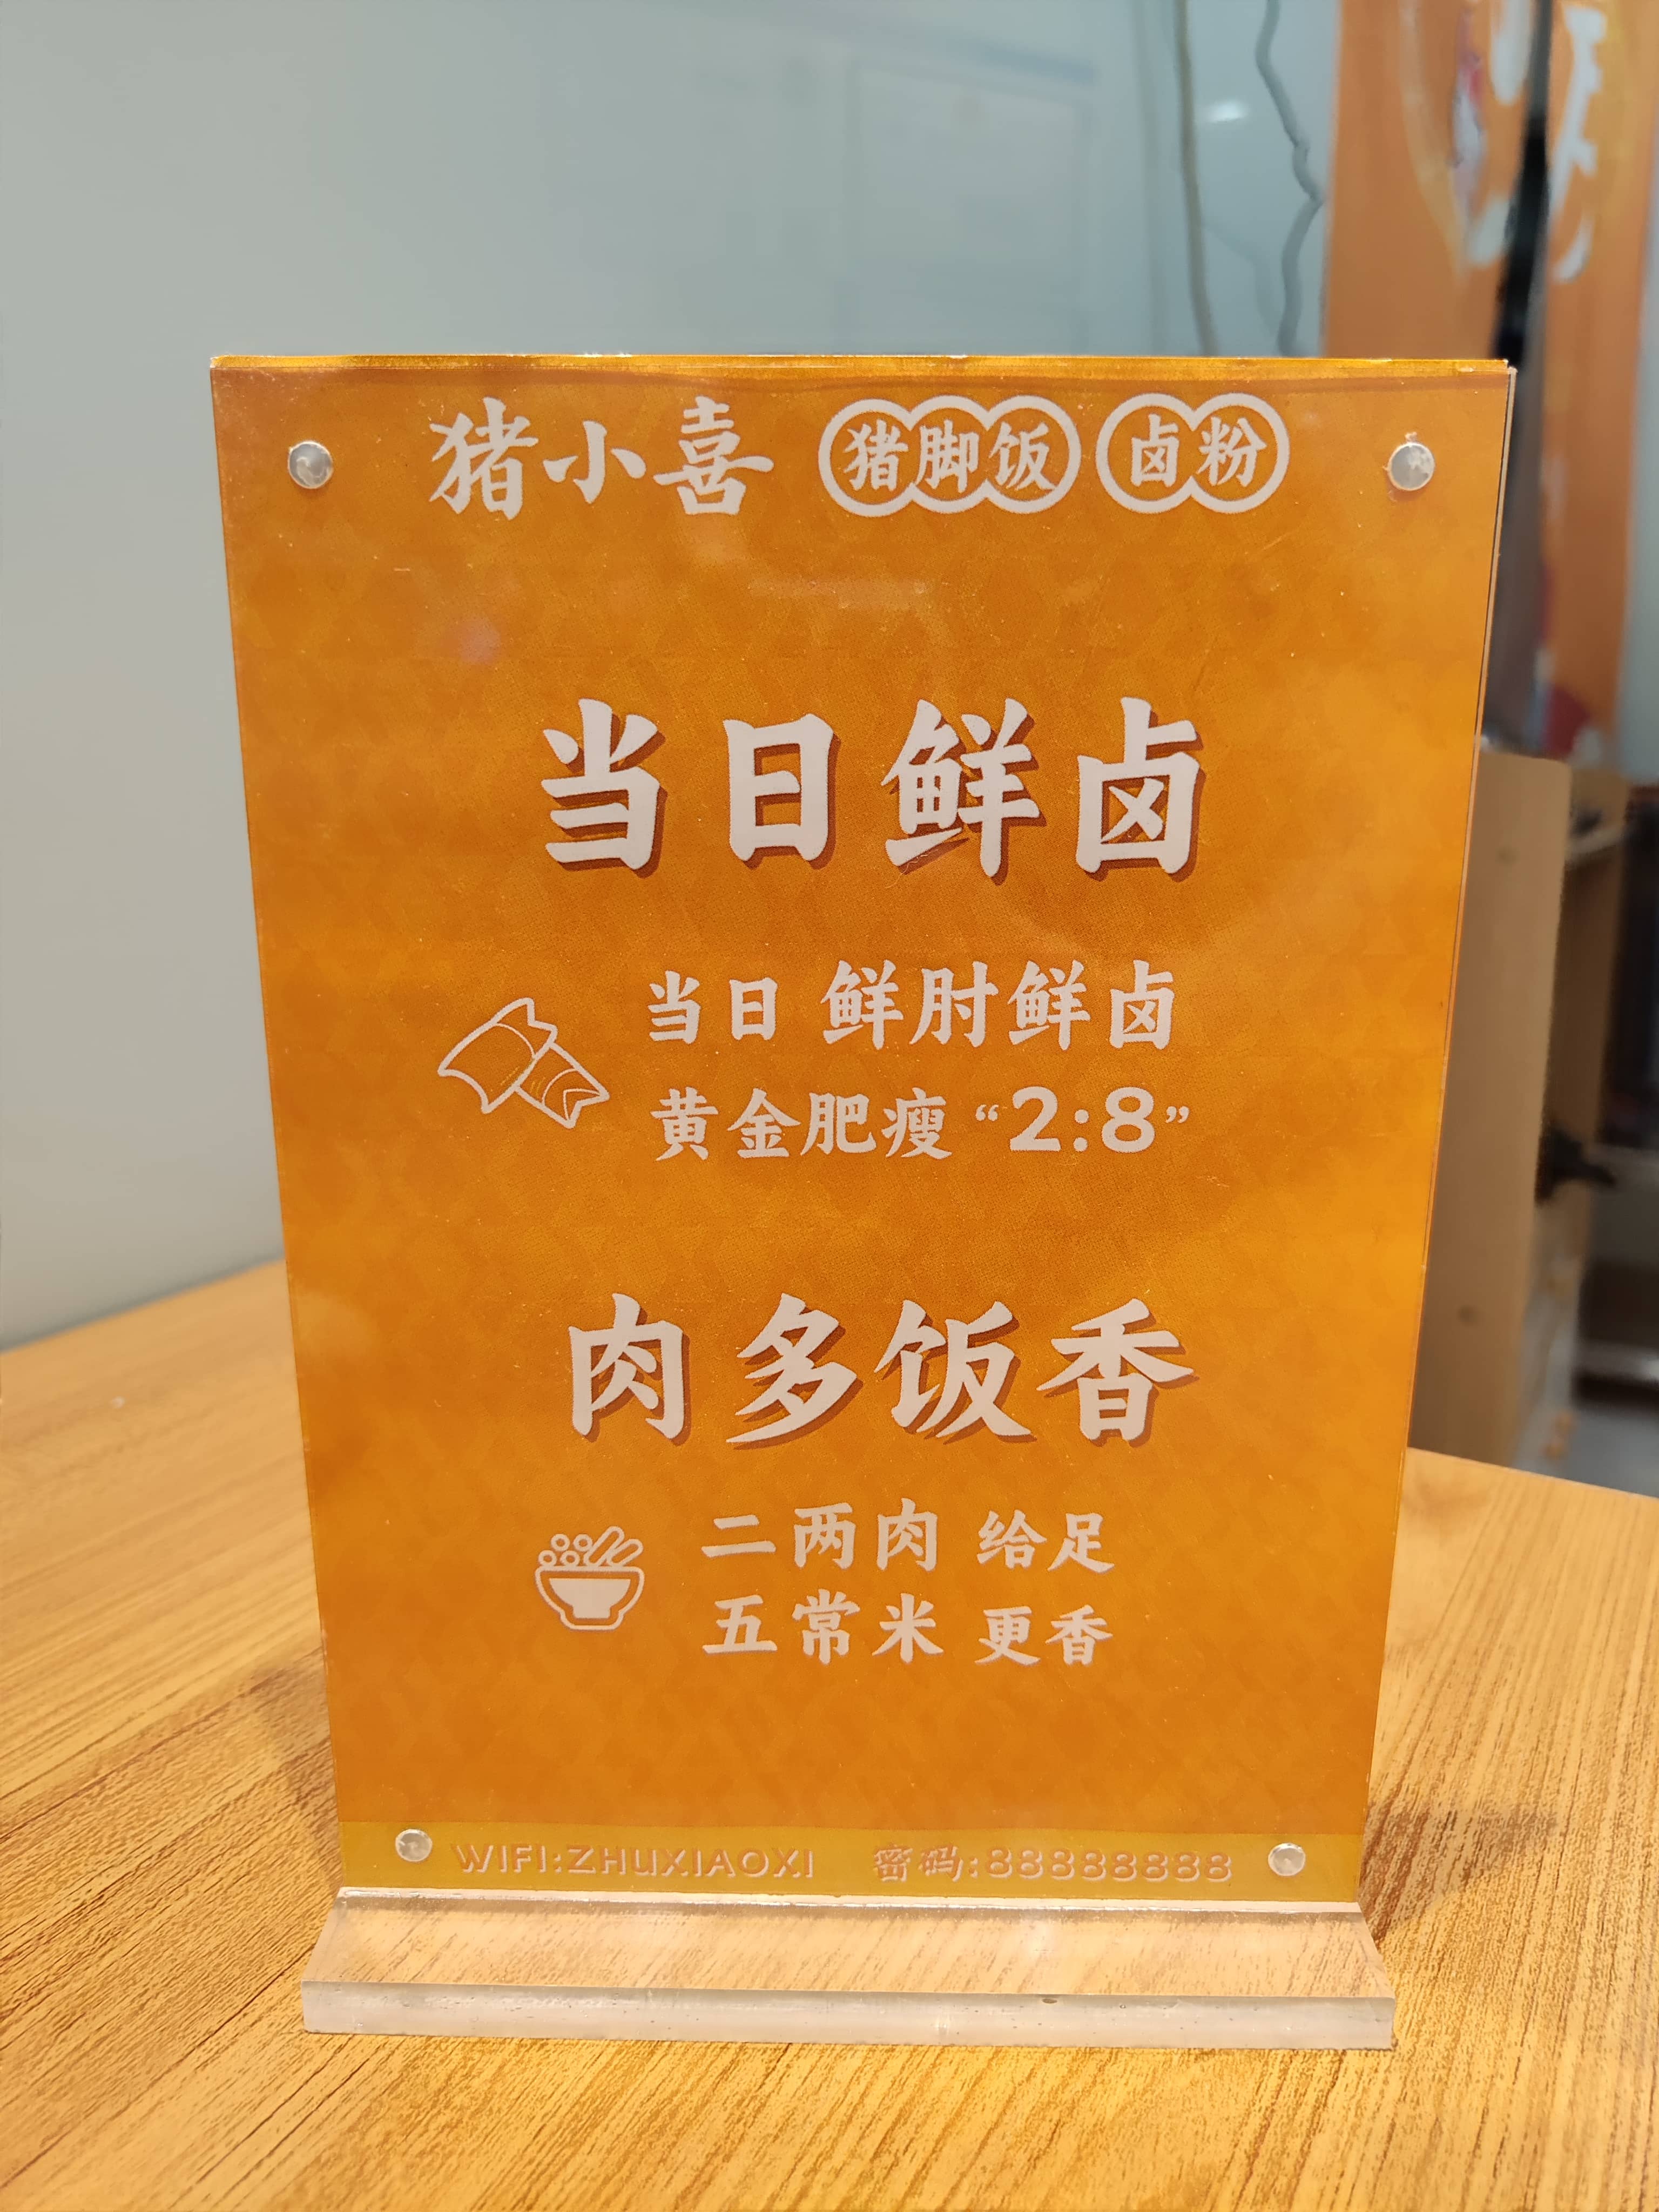 猪小喜 猪脚饭 卤粉
当日鲜卤
当日 鲜肘鲜卤
黄金肥瘦“2:8”
肉多饭香
二两肉 给足
五常米 更香
WIFI:ZHUXIAOXI 密码:88888888